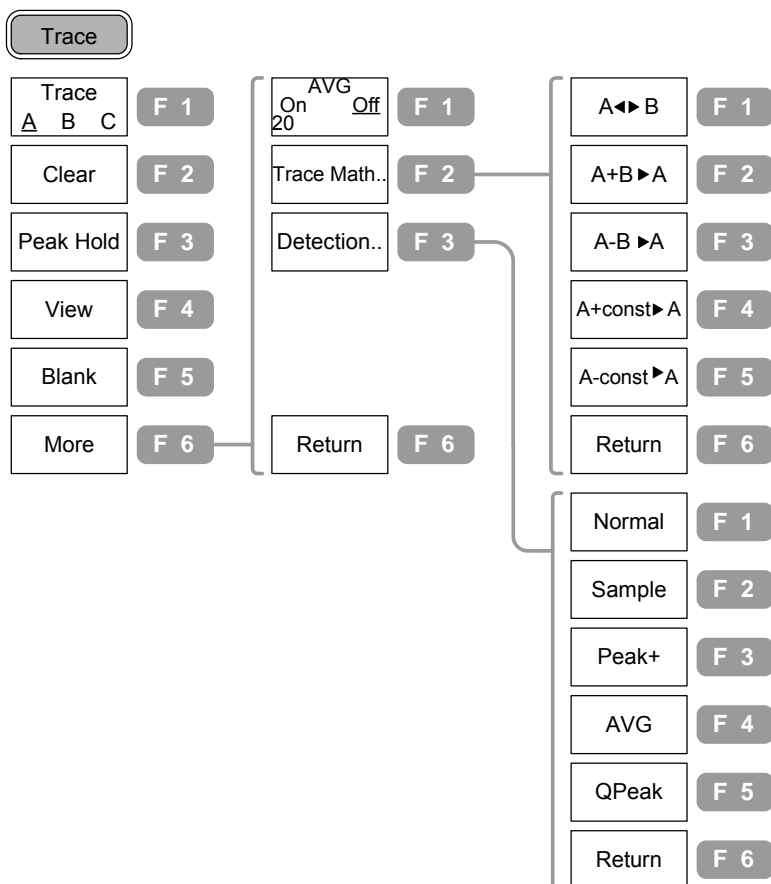 Trace
Trace
A B C
F 1
Clear
F 2
Peak Hold
F 3
View
F 4
Blank
F 5
More
F 6
AVG
On Off
20
F 1
Trace Math..
F 2
Detection..
F 3
Return
F 6
A◀▶ B
F 1
A+B▶A
F 2
A-B ▶A
F 3
A+const▶ A
F 4
A-const▶A
F 5
Return
F 6
Normal
F 1
Sample
F 2
Peak+
F 3
AVG
F 4
QPeak
F 5
Return
F 6